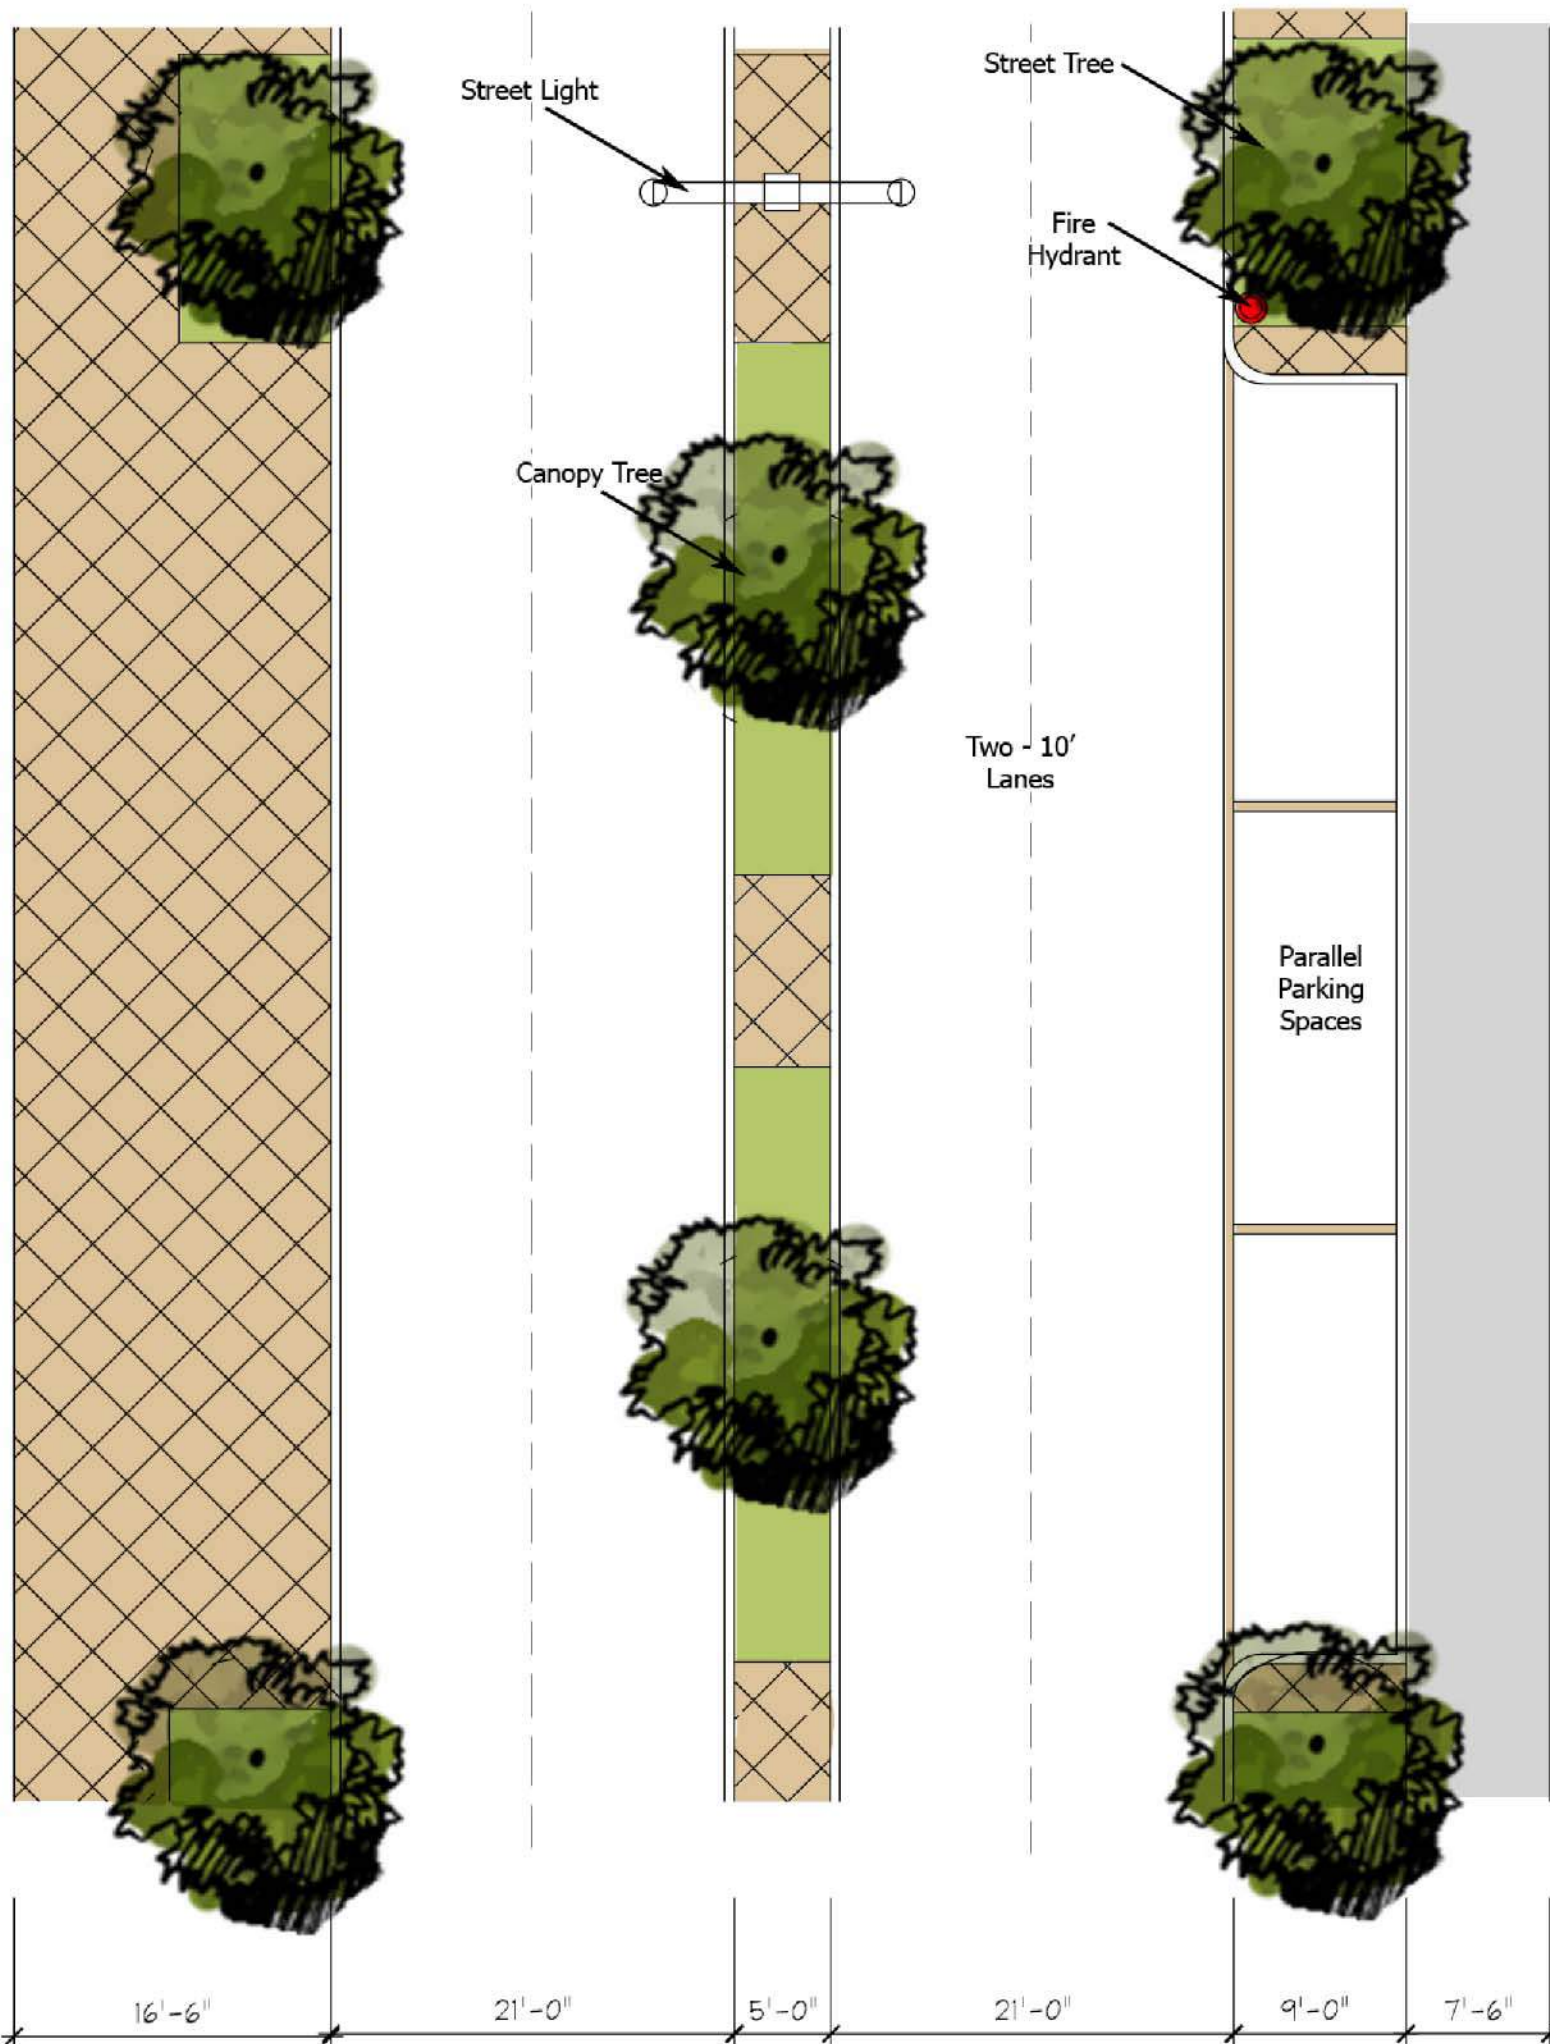 Street Light
Street Tree
Fire
Hydrant
Canopy Tree
Two - 10′
Lanes
Parallel
Parking
Spaces
16'-6"
21'-0"
5'-0"
21'-0"
9'-0"
7'-6"